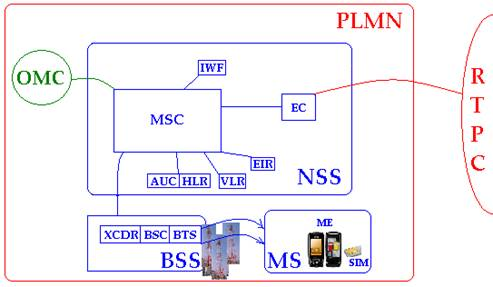 PLMN
OMC
IWF
MSC
EC
R
T
P
C
EIR
AUC HLR VLR
NSS
XCDR BSC BTS
BSS
ME
MS
SIM